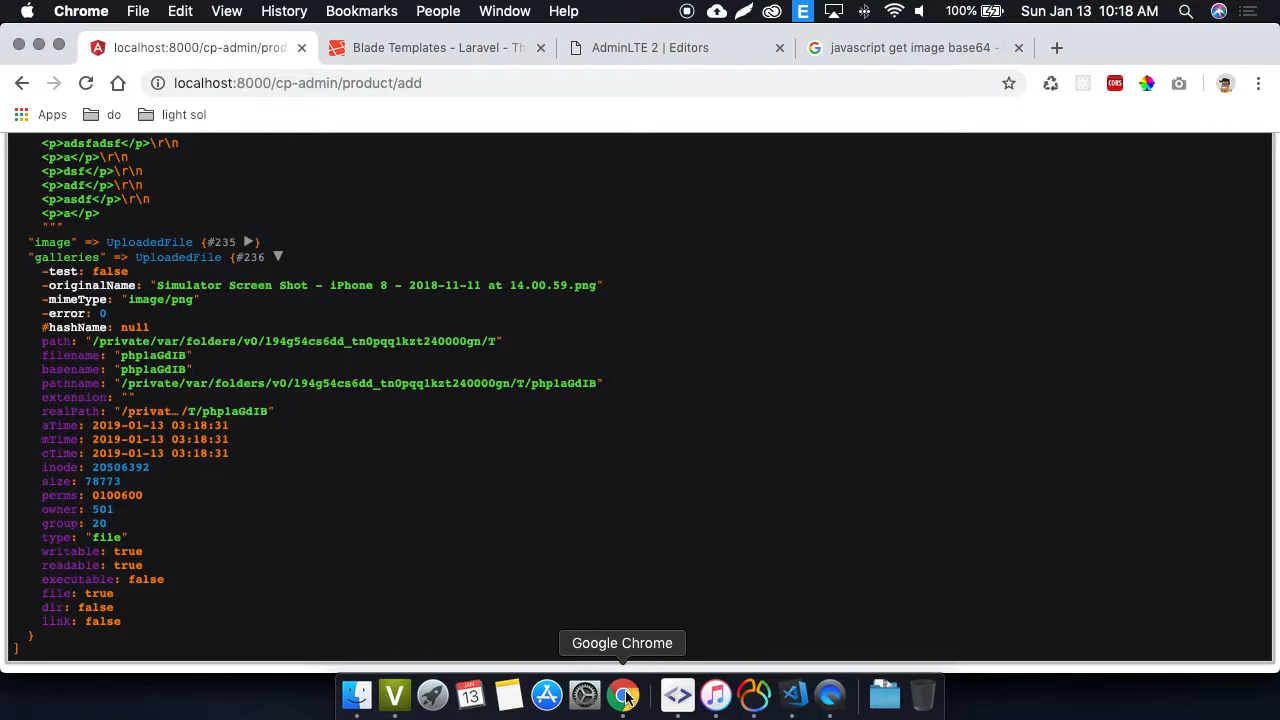 Chrome File Edit View History Bookmarks People Window Help 100% Sun Jan 13 10:18 AM
localhost:8000/cp-admin/prod Blade Templates - Laravel - Th AdminLTE 2 | Editors javascript get image base64 -
localhost:8000/cp-admin/product/add CORS
Apps do light sol
<p>adsfadsf</p>\r\n
<p>a</p>\r\n
<p>dsf</p>\r\n
<p>adf</p>\r\n
<p>asdf</p>\r\n
<p>a</p>
"""
"image" => UploadedFile {#235 ▶}
"galleries" => UploadedFile {#236 ▼
-test: false
-originalName: "Simulator Screen Shot - iPhone 8 - 2018-11-11 at 14.00.59.png"
-mimeType: "image/png"
-error: 0
#hashName: null
path: "/private/var/folders/v0/l94g54cs6dd_tn0pqq1kzt240000gn/T"
filename: "phplaGdIB"
basename: "phplaGdIB"
pathname: "/private/var/folders/v0/l94g54cs6dd_tn0pqq1kzt240000gn/T/phplaGdIB"
extension: ""
realPath: "/privat…/T/phplaGdIB"
aTime: 2019-01-13 03:18:31
mTime: 2019-01-13 03:18:31
cTime: 2019-01-13 03:18:31
inode: 20506392
size: 78773
perms: 0100600
owner: 501
group: 20
type: "file"
writable: true
readable: true
executable: false
file: true
dir: false
link: false
}
]
Google Chrome
JAN
13